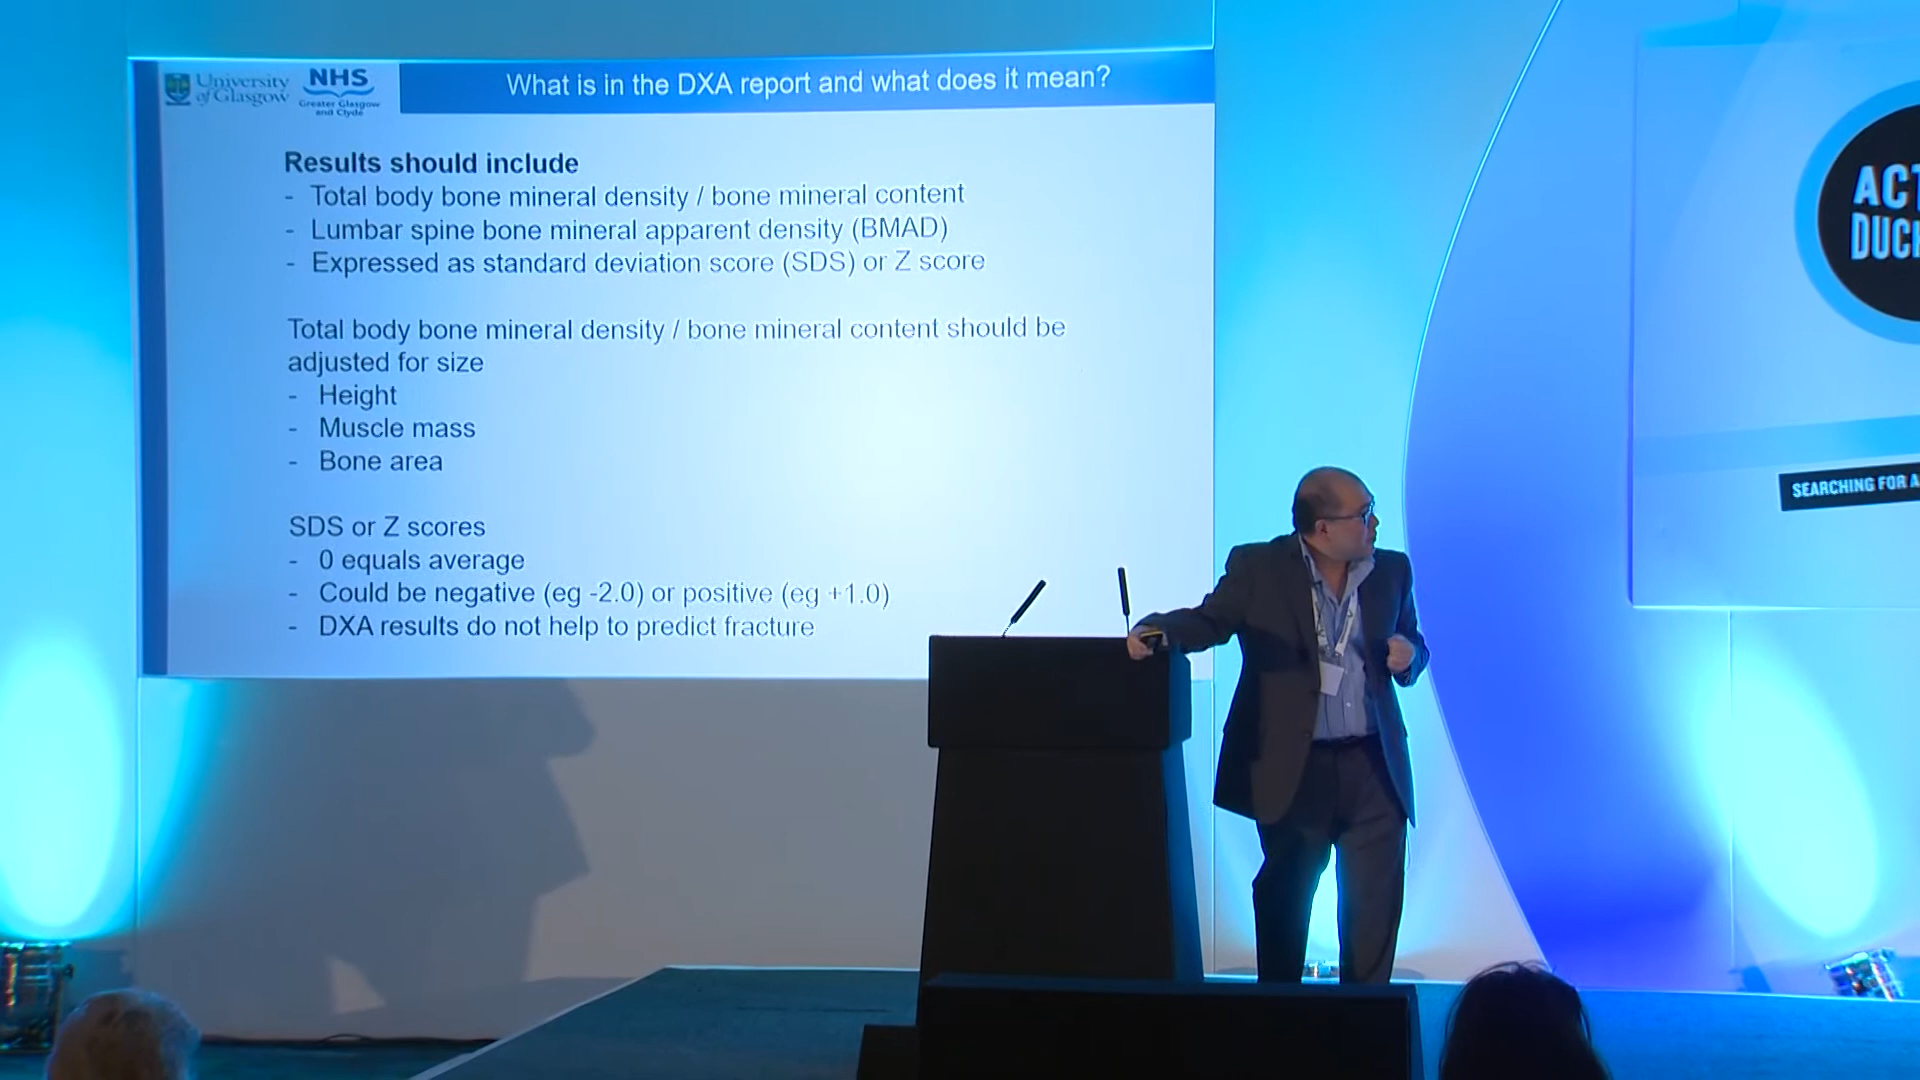 University
of Glasgow
NHS
Greater Glasgow
and Clyde
What is in the DXA report and what does it mean?
Results should include
- Total body bone mineral density / bone mineral content
- Lumbar spine bone mineral apparent density (BMAD)
- Expressed as standard deviation score (SDS) or Z score
Total body bone mineral density / bone mineral content should be
adjusted for size
- Height
- Muscle mass
- Bone area
SDS or Z scores
- 0 equals average
- Could be negative (eg -2.0) or positive (eg +1.0)
- DXA results do not help to predict fracture
ACT
DUCH
SEARCHING FOR A